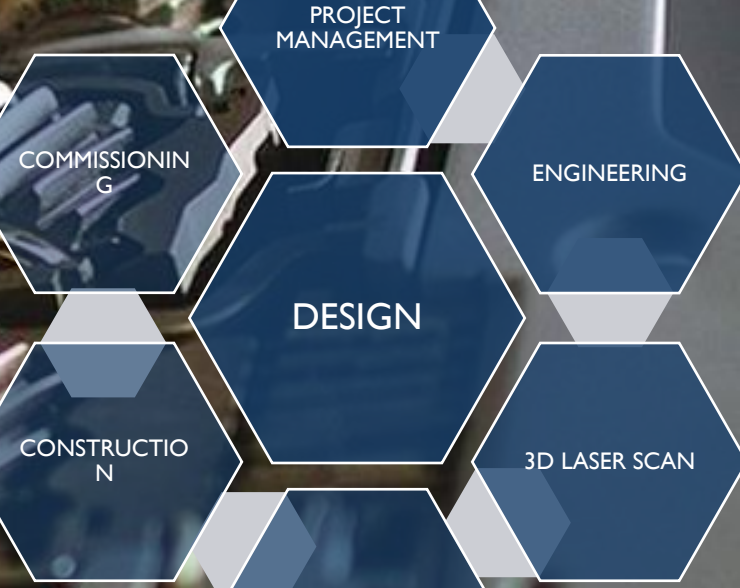 PROJECT
MANAGEMENT
COMMISSIONIN
G
ENGINEERING
DESIGN
CONSTRUCTIO
N
3D LASER SCAN